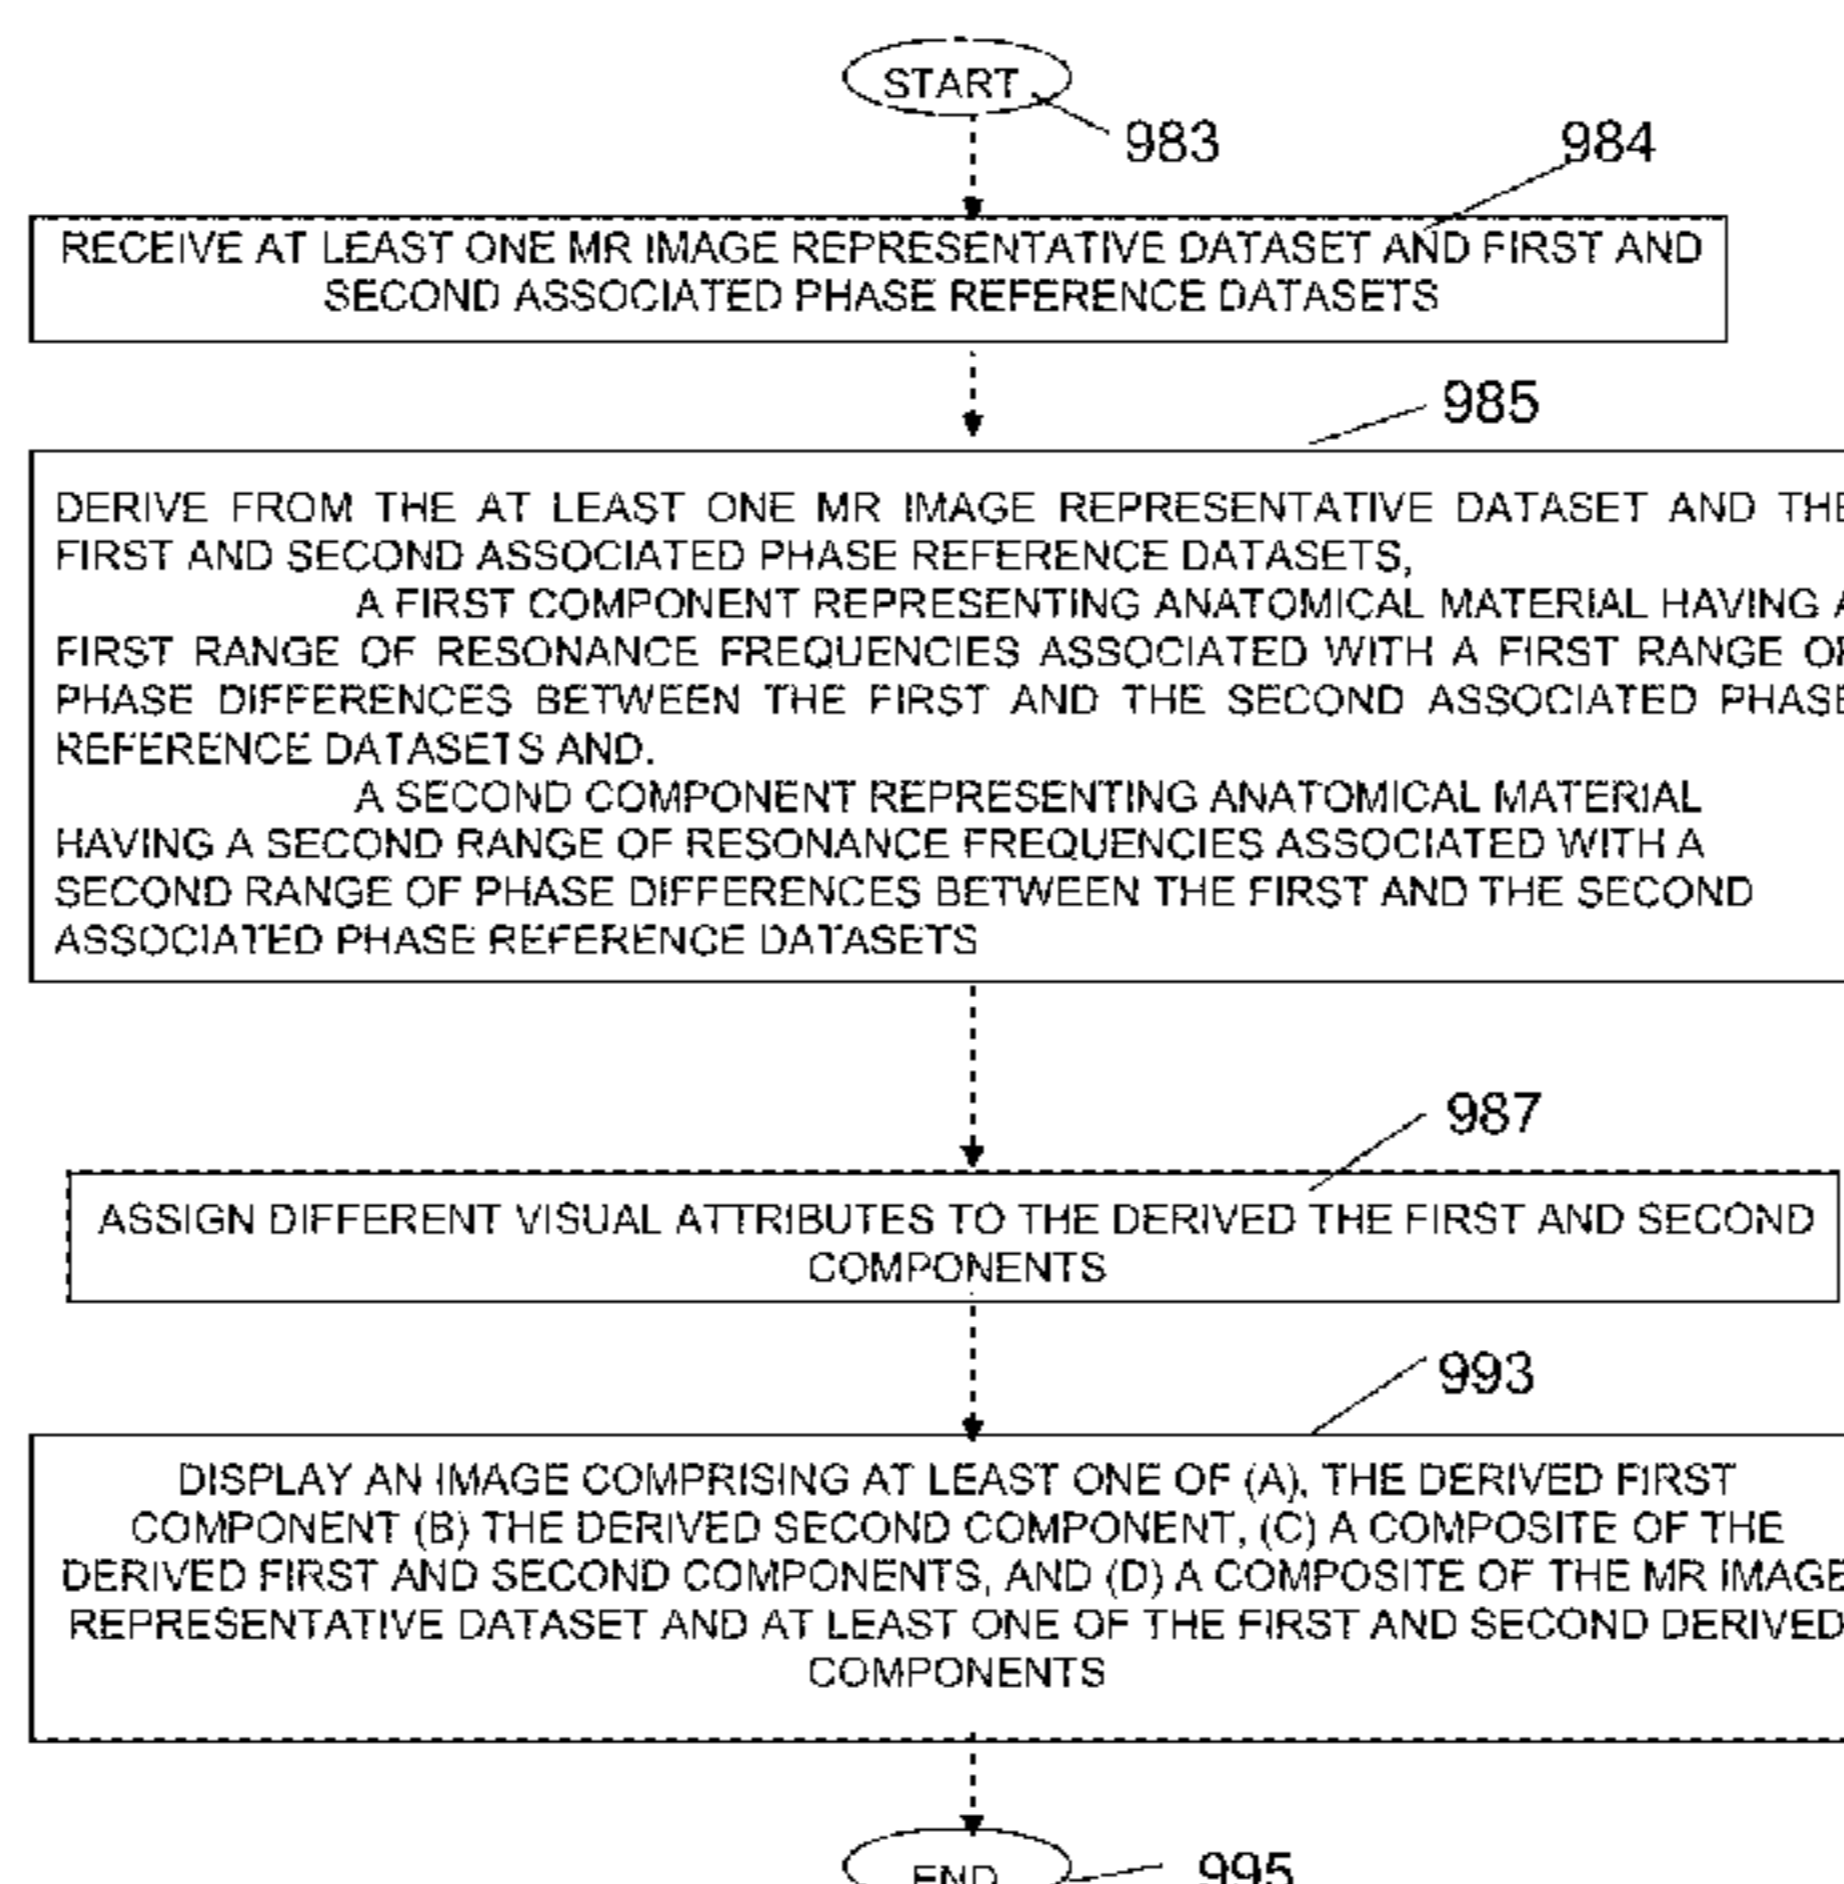 START
983
984
RECEIVE AT LEAST ONE MR IMAGE REPRESENTATIVE DATASET AND FIRST AND
SECOND ASSOCIATED PHASE REFERENCE DATASETS
985
DERIVE FROM THE AT LEAST ONE MR IMAGE REPRESENTATIVE DATASET AND THE
FIRST AND SECOND ASSOCIATED PHASE REFERENCE DATASETS,
A FIRST COMPONENT REPRESENTING ANATOMICAL MATERIAL HAVING A
FIRST RANGE OF RESONANCE FREQUENCIES ASSOCIATED WITH A FIRST RANGE OF
PHASE DIFFERENCES BETWEEN THE FIRST AND THE SECOND ASSOCIATED PHASE
REFERENCE DATASETS AND.
A SECOND COMPONENT REPRESENTING ANATOMICAL MATERIAL
HAVING A SECOND RANGE OF RESONANCE FREQUENCIES ASSOCIATED WITH A
SECOND RANGE OF PHASE DIFFERENCES BETWEEN THE FIRST AND THE SECOND
ASSOCIATED PHASE REFERENCE DATASETS
987
ASSIGN DIFFERENT VISUAL ATTRIBUTES TO THE DERIVED THE FIRST AND SECOND
COMPONENTS
993
DISPLAY AN IMAGE COMPRISING AT LEAST ONE OF (A), THE DERIVED FIRST
COMPONENT (B) THE DERIVED SECOND COMPONENT, (C) A COMPOSITE OF THE
DERIVED FIRST AND SECOND COMPONENTS, AND (D) A COMPOSITE OF THE MR IMAGE
REPRESENTATIVE DATASET AND AT LEAST ONE OF THE FIRST AND SECOND DERIVED
COMPONENTS
END
995